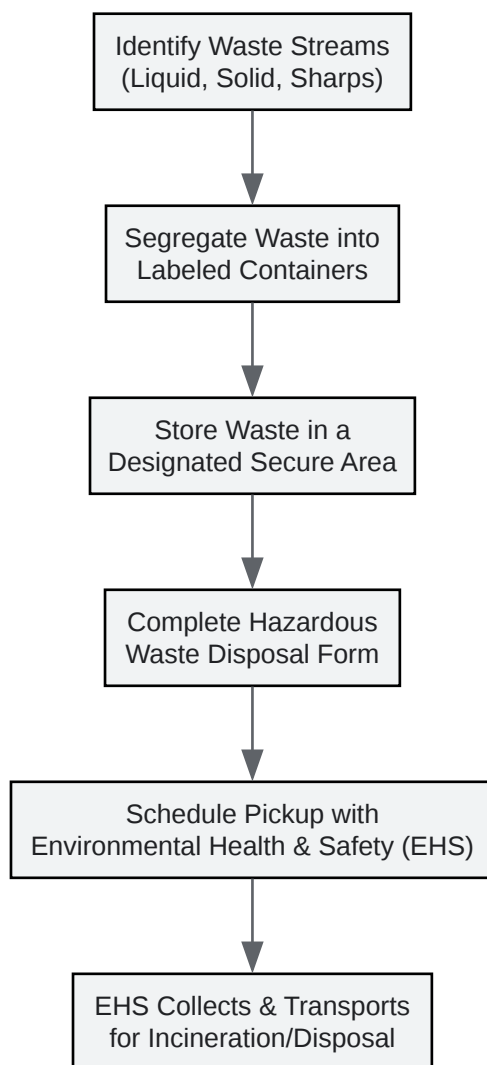 Identify Waste Streams
(Liquid, Solid, Sharps)
Segregate Waste into
Labeled Containers
Store Waste in a
Designated Secure Area
Complete Hazardous
Waste Disposal Form
Schedule Pickup with
Environmental Health & Safety (EHS)
EHS Collects & Transports
for Incineration/Disposal